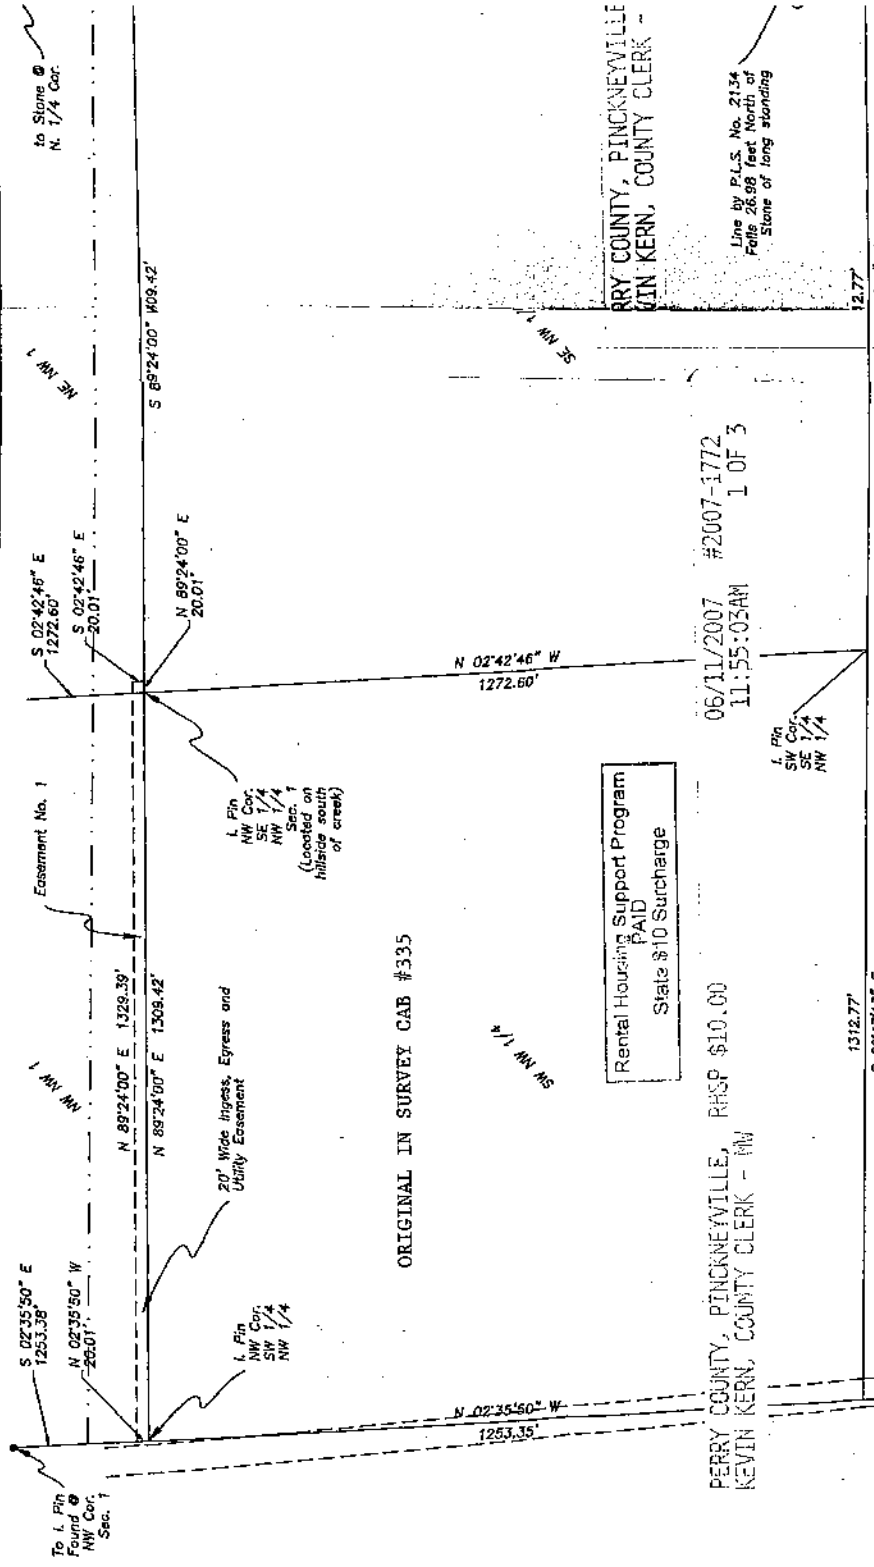 To I. Pin
Found @
NW Cor.
Sec. 1
S 02°35'50" E
1253.38'
N 02°35'50" W
20.01'
I. Pin
NW Cor.
SW 1/4
NW 1/4
NW NW 1
N 89°24'00" E 1329.39'
N 89°24'00" E 1309.42'
20' Wide Ingess, Egress and
Utility Easement
Easement No. 1
S 02°42'46" E
1272.60'
S 02°42'46" E
20.01'
N 89°24'00" E
20.01'
I. Pin
NW Cor.
SE 1/4
NW 1/4
Sec. 1
(Located on
hillside south
of creek)
NE NW 1
S 89°24'00" W
09.42'
to Stone @
N. 1/4 Cor.
ORIGINAL IN SURVEY CAB #335
SW NW 1/4
N 02°42'46" W
1272.60'
SE NW 1
N 02°35'50" W
1253.35'
Rental Housing Support Program
PAID
State $10 Surcharge
PERRY COUNTY, PINCKNEYVILLE, RHSP $10.00
KEVIN KERN, COUNTY CLERK - MW
06/11/2007 #2007-1772
11:55:03AM 1 OF 3
RRY COUNTY, PINCKNEYVILLE
VIN KERN, COUNTY CLERK -
I. Pin
SW Cor.
SE 1/4
NW 1/4
Line by P.L.S. No. 2134
Falls 26.98 feet North of
Stone of long standing
1312.77'
12.77'